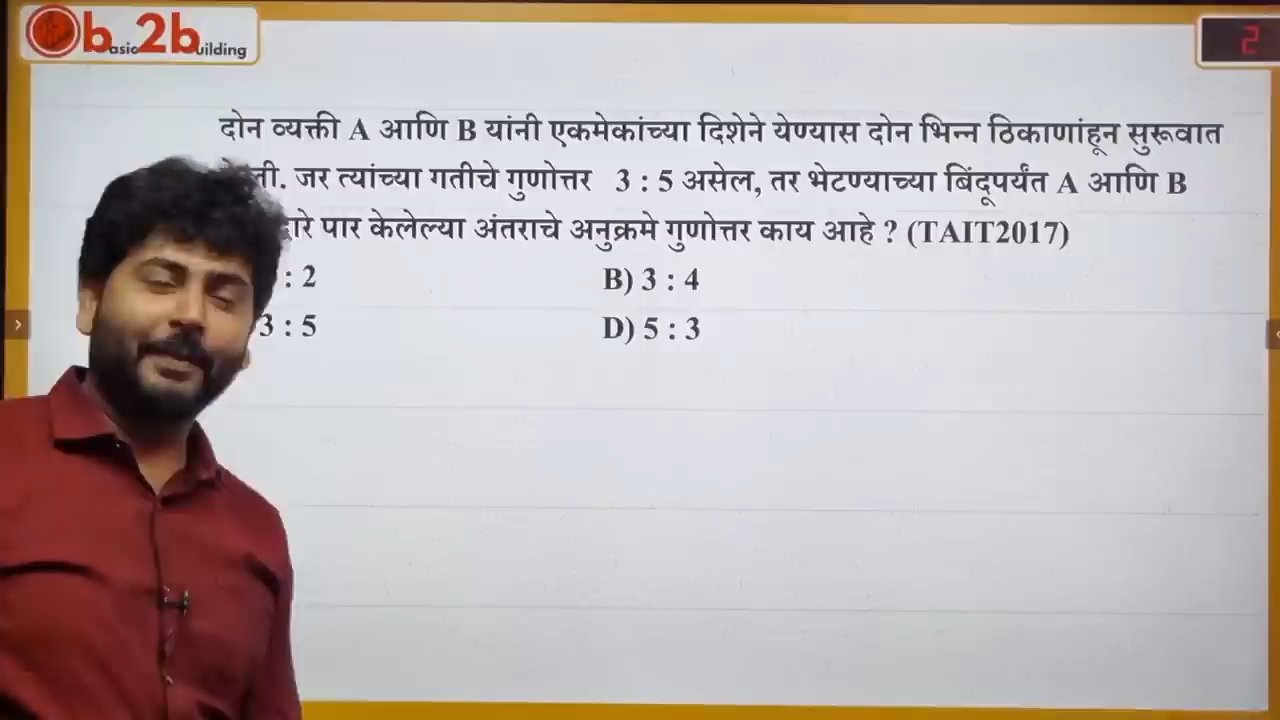 basic 2b uilding
2
दोन व्यक्ती A आणि B यांनी एकमेकांच्या दिशेने येण्यास दोन भिन्न ठिकाणांहून सुरूवात
जर त्यांच्या गतीचे गुणोत्तर 3 : 5 असेल, तर भेटण्याच्या बिंदूपर्यंत A आणि B
पार केलेल्या अंतराचे अनुक्रमे गुणोत्तर काय आहे ? (TAIT2017)
: 2 B) 3 : 4
3 : 5 D) 5 : 3